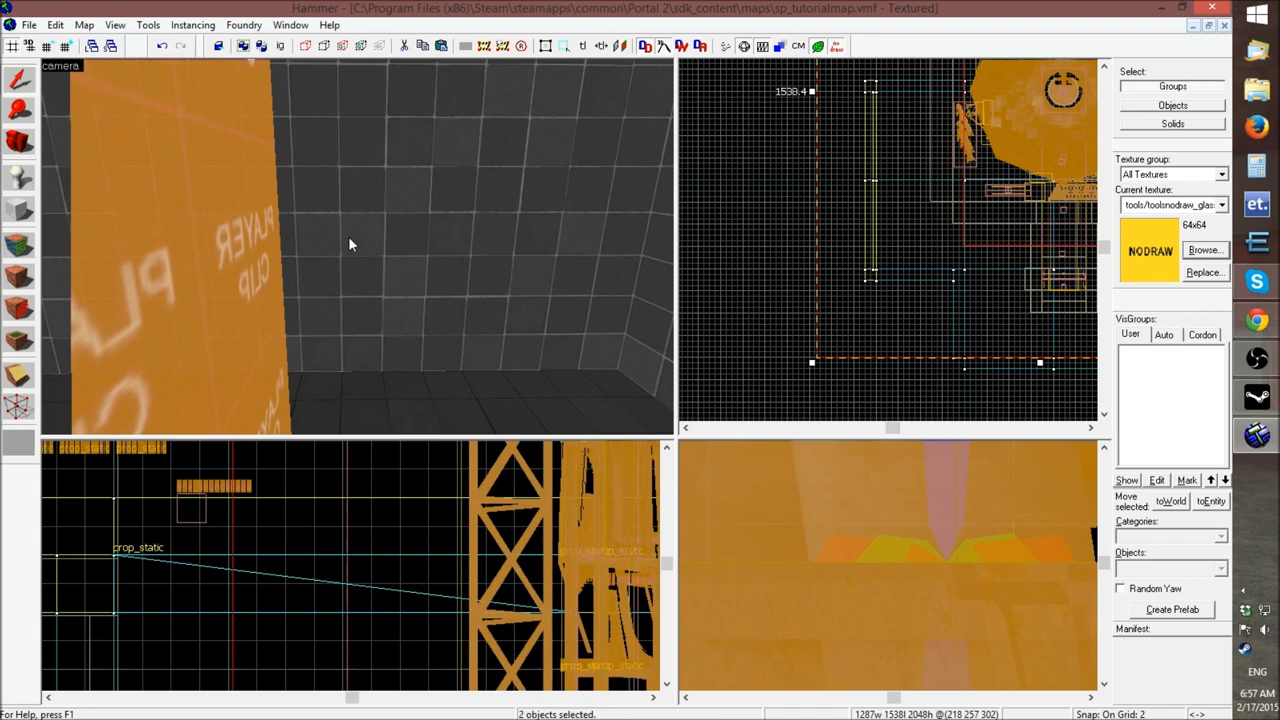 Hammer - [C:\Program Files (x86)\Steam\steamapps\common\Portal 2\sdk_content\maps\sp_tutorialmap.vmf - Textured]
File Edit Map View Tools Instancing Foundry Window Help
CM
camera
PLAYER
CLIP
1538.4
prop_static
Select:
Groups
Objects
Solids
Texture group:
All Textures
Current texture:
tools/toolsnodraw_glas
NODRAW
64x64
Browse...
Replace...
VisGroups:
User Auto Cordon
Show Edit Mark
Move
selected:
toWorld toEntity
Categories:
Objects:
Random Yaw
Create Prefab
Manifest:
et.
ENG
6:57 AM
2/17/2015
For Help, press F1
2 objects selected.
1287w 1538l 2048h @(218 257 302)
Snap: On Grid: 2
<->